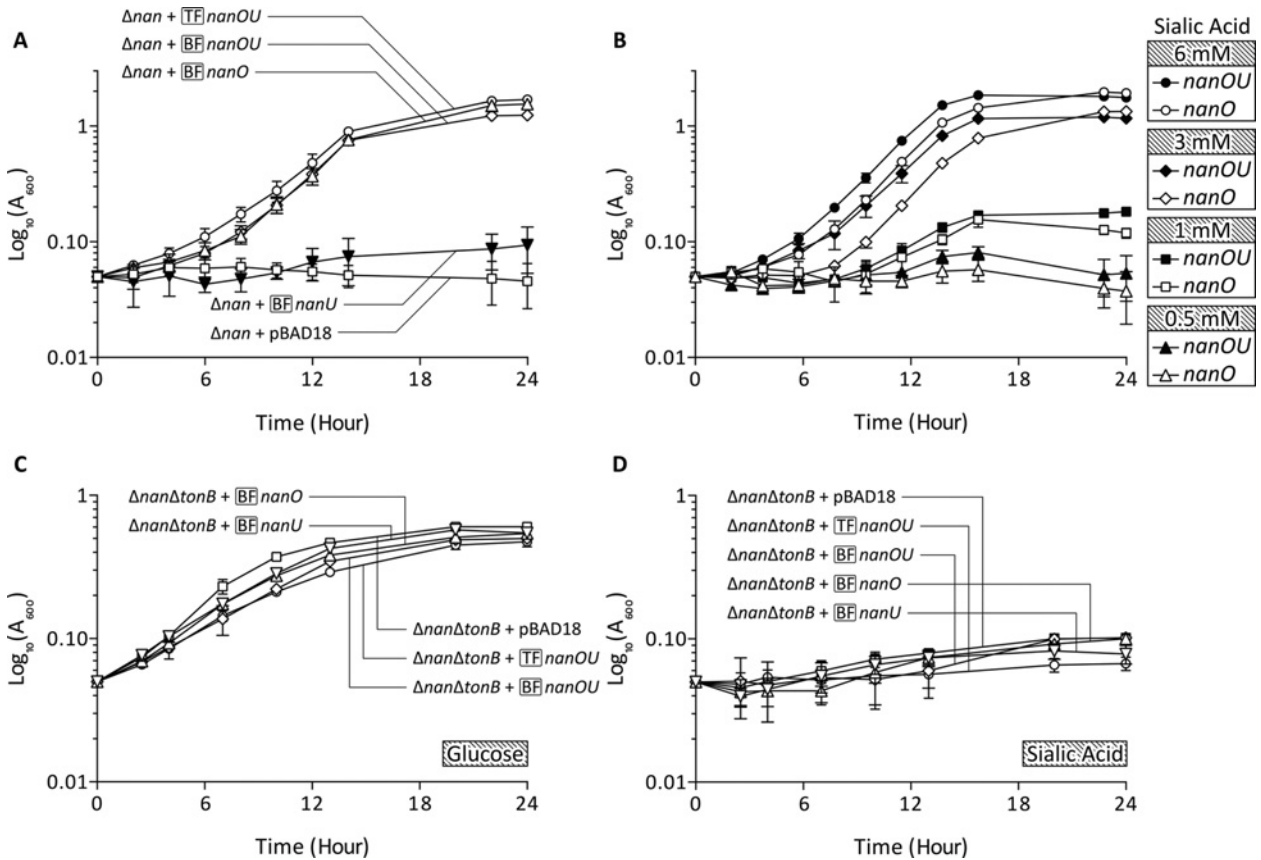 A
Δnan + TF nanOU
Δnan + BF nanOU
Δnan + BF nanO
Log₁₀(A₆₀₀)
1
0.10
0.01
Δnan + BF nanU
Δnan + pBAD18
0 6 12 18 24
Time (Hour)
B
Log₁₀(A₆₀₀)
1
0.10
0.01
0 6 12 18 24
Time (Hour)
Sialic Acid
6 mM
nanOU
nanO
3 mM
nanOU
nanO
1 mM
nanOU
nanO
0.5 mM
nanOU
nanO
C
ΔnanΔtonB + BF nanO
ΔnanΔtonB + BF nanU
Log₁₀(A₆₀₀)
1
0.10
0.01
ΔnanΔtonB + pBAD18
ΔnanΔtonB + TF nanOU
ΔnanΔtonB + BF nanOU
Glucose
0 6 12 18 24
Time (Hour)
D
ΔnanΔtonB + pBAD18
ΔnanΔtonB + TF nanOU
ΔnanΔtonB + BF nanOU
ΔnanΔtonB + BF nanO
ΔnanΔtonB + BF nanU
Log₁₀(A₆₀₀)
1
0.10
0.01
Sialic Acid
0 6 12 18 24
Time (Hour)